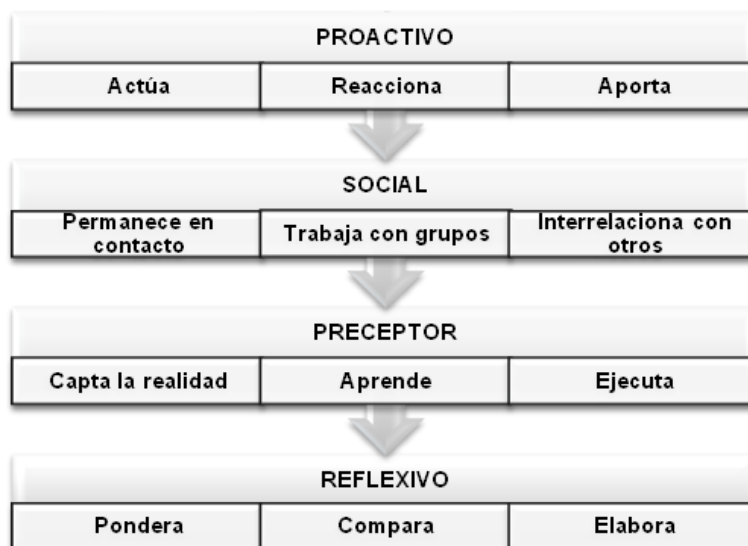 PROACTIVO
Actúa Reacciona Aporta
SOCIAL
Permanece en contacto Trabaja con grupos Interrelaciona con otros
PRECEPTOR
Capta la realidad Aprende Ejecuta
REFLEXIVO
Pondera Compara Elabora